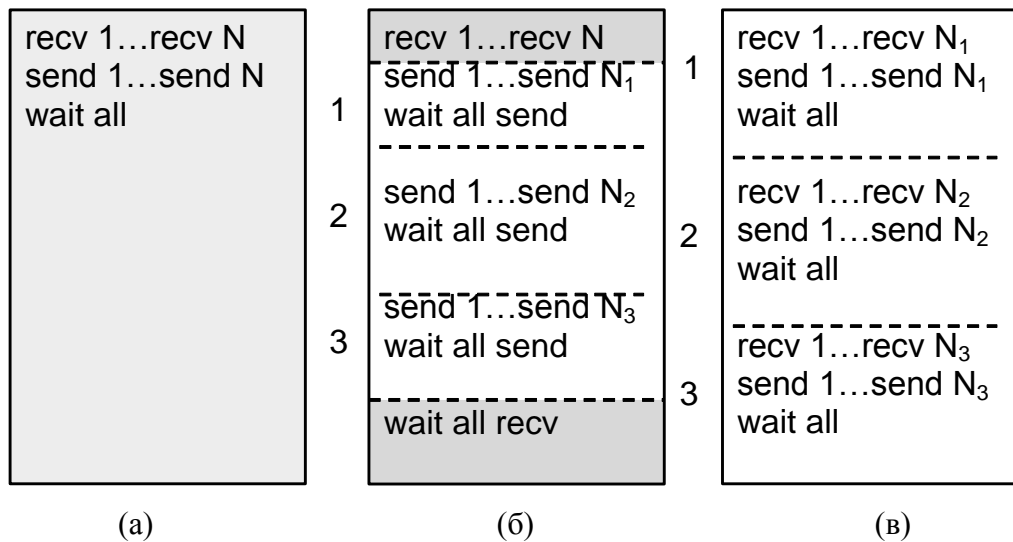 recv 1…recv N
send 1…send N
wait all
(а)
1
2
3
recv 1…recv N
send 1…send N₁
wait all send
send 1…send N₂
wait all send
send 1…send N₃
wait all send
wait all recv
(б)
1
2
3
recv 1…recv N₁
send 1…send N₁
wait all
recv 1…recv N₂
send 1…send N₂
wait all
recv 1…recv N₃
send 1…send N₃
wait all
(в)